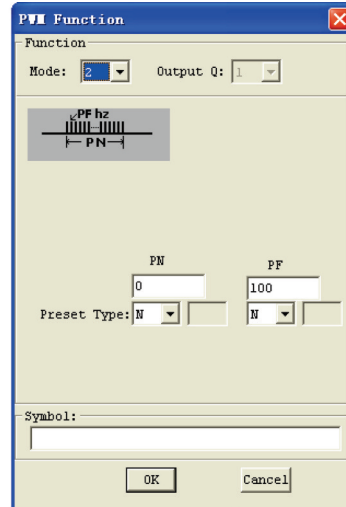 PWM Function
Function
Mode: 2 Output Q: 1
PF hz
PN
PN PF
0 100
Preset Type: N N
Symbol:
OK Cancel